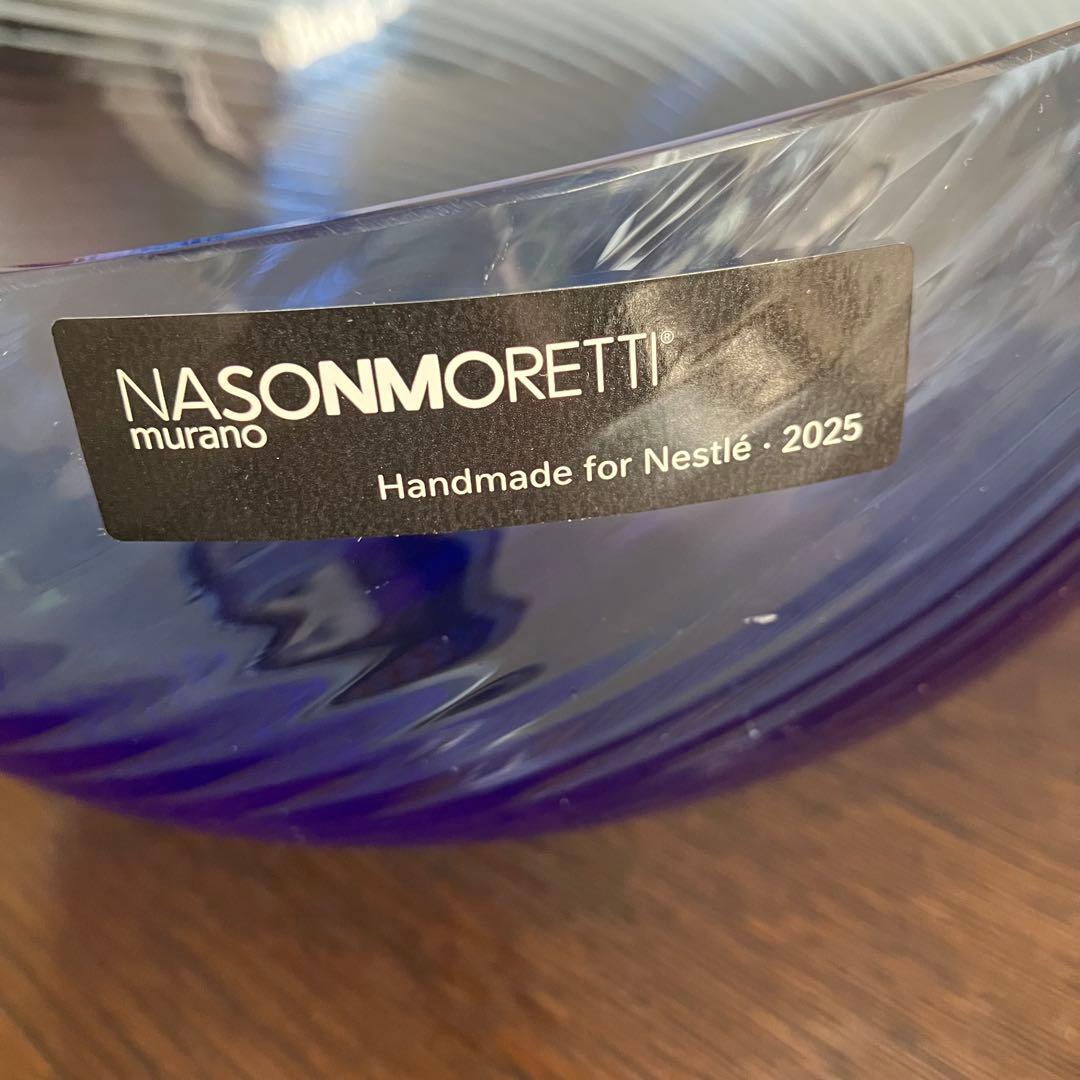 NASONMORETTI®
murano
Handmade for Nestlé · 2025